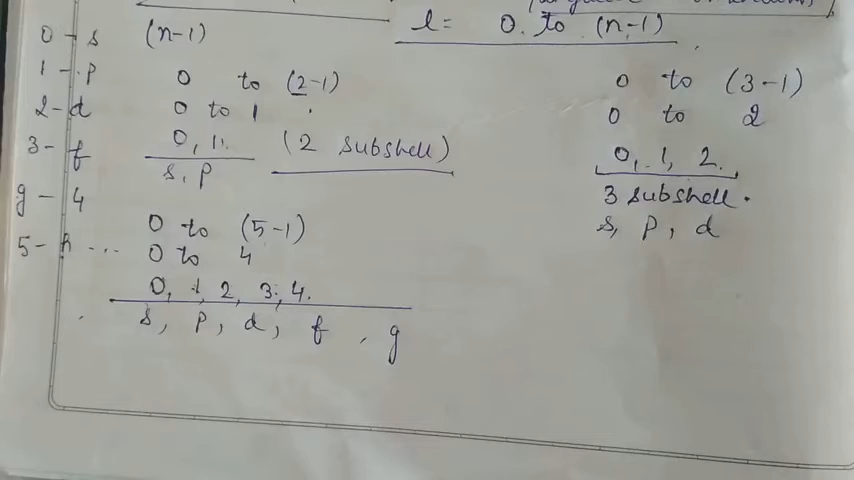 l = 0 to (n-1)
0 - s (n-1)
1 - p 0 to (2-1) 0 to (3-1)
2 - d 0 to 1 0 to 2
3 - f 0, 1. (2 subshell) 0, 1, 2.
s, p 3 subshell.
g - 4 s, p, d
0 to (5-1)
5 - h ... 0 to 4
0, 1, 2, 3, 4.
s, p, d, f, g